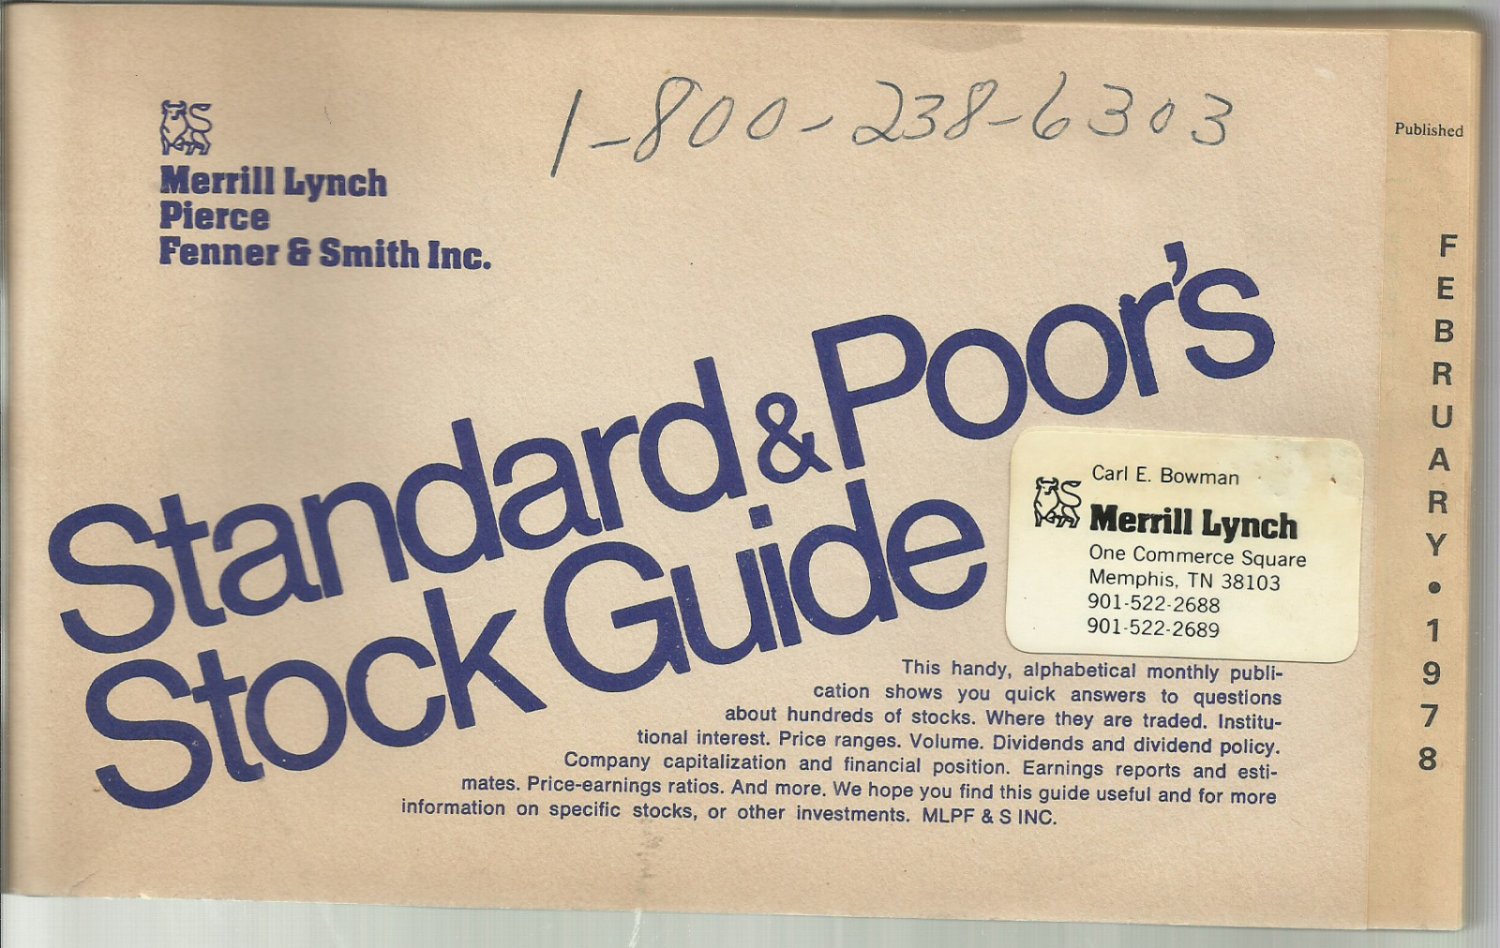 1-800-238-6303
Merrill Lynch
Pierce
Fenner & Smith Inc.
Standard & Poor's
Stock Guide
Carl E. Bowman
Merrill Lynch
One Commerce Square
Memphis, TN 38103
901-522-2688
901-522-2689
This handy, alphabetical monthly publi-
cation shows you quick answers to questions
about hundreds of stocks. Where they are traded. Institu-
tional interest. Price ranges. Volume. Dividends and dividend policy.
Company capitalization and financial position. Earnings reports and esti-
mates. Price-earnings ratios. And more. We hope you find this guide useful and for more
information on specific stocks, or other investments. MLPF & S INC.
Published
FEBRUARY • 1978